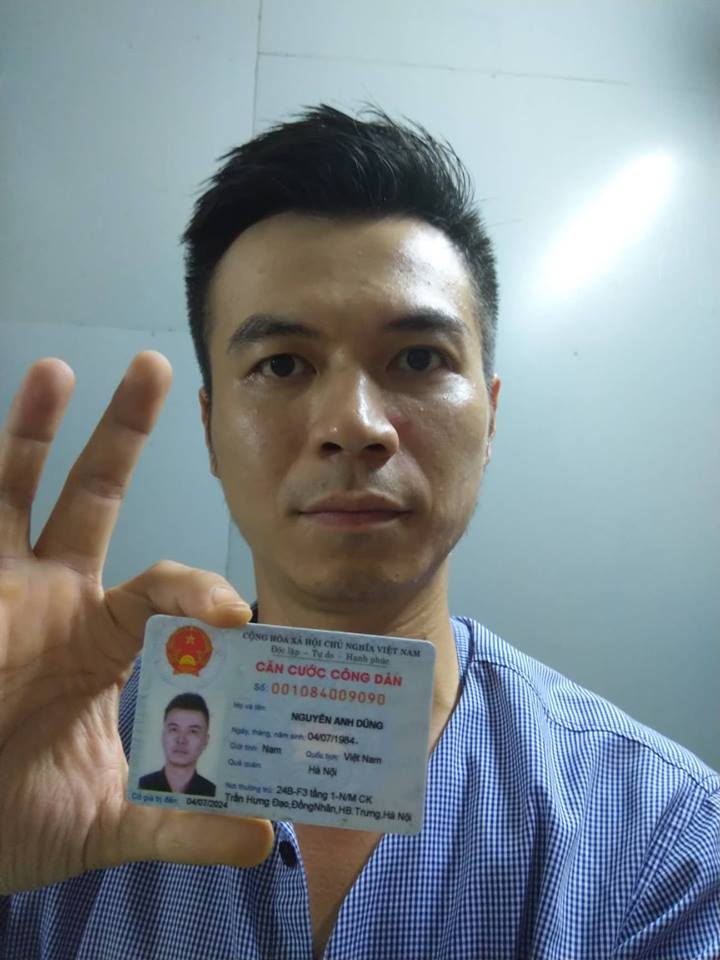 CỘNG HÒA XÃ HỘI CHỦ NGHĨA VIỆT NAM
Độc lập – Tự do – Hạnh phúc
CĂN CƯỚC CÔNG DÂN
Số: 001084009090
Họ và tên:
NGUYỄN ANH DŨNG
Ngày, tháng, năm sinh: 04/07/1984
Giới tính: Nam Quốc tịch: Việt Nam
Quê quán:
Hà Nội
Nơi thường trú: 24B-F3 tầng 1-N/M CK
Trần Hưng Đạo,ĐồngNhân,HB.Trưng,Hà Nội
Có giá trị đến: 04/07/2024